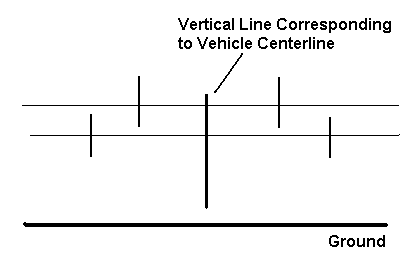 Vertical Line Corresponding
to Vehicle Centerline
Ground